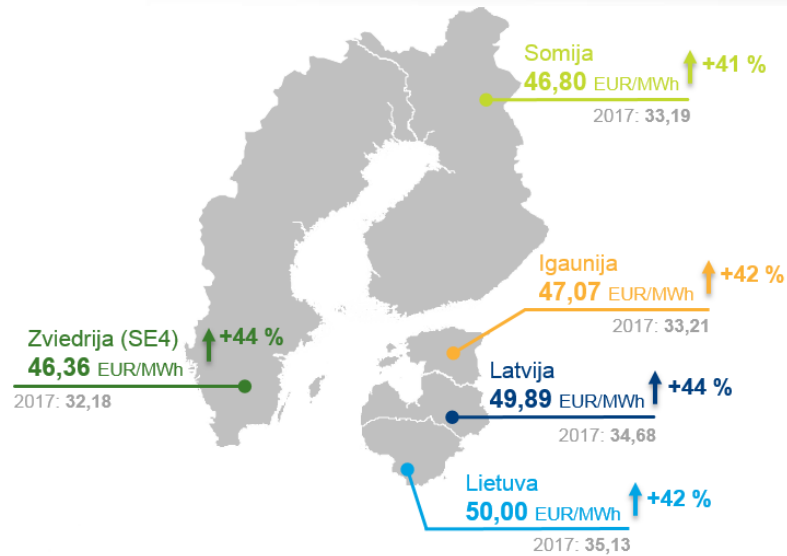 Somija
46,80 EUR/MWh
+41 %
2017: 33,19
Igaunija
47,07 EUR/MWh
+42 %
2017: 33,21
Zviedrija (SE4)
46,36 EUR/MWh
+44 %
2017: 32,18
Latvija
49,89 EUR/MWh
+44 %
2017: 34,68
Lietuva
50,00 EUR/MWh
+42 %
2017: 35,13